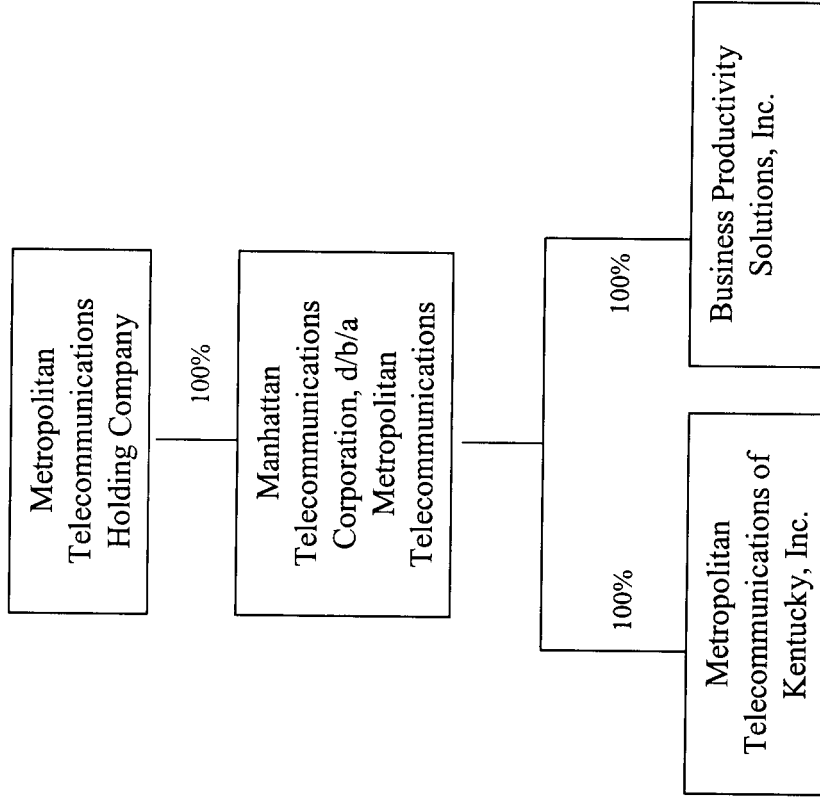 Metropolitan
Telecommunications
Holding Company
100%
Manhattan
Telecommunications
Corporation, d/b/a
Metropolitan
Telecommunications
100%
100%
Metropolitan
Telecommunications of
Kentucky, Inc.
Business Productivity
Solutions, Inc.